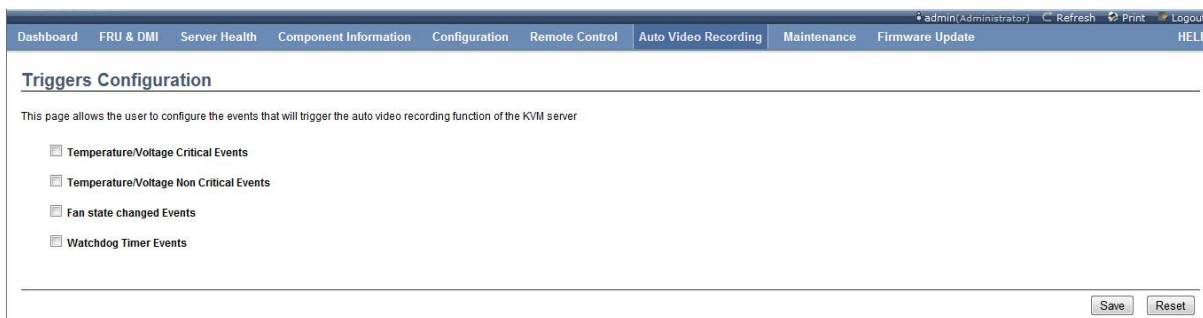 admin(Administrator) Refresh Print Logout
Dashboard FRU & DMI Server Health Component Information Configuration Remote Control Auto Video Recording Maintenance Firmware Update HEL
Triggers Configuration
This page allows the user to configure the events that will trigger the auto video recording function of the KVM server
Temperature/Voltage Critical Events
Temperature/Voltage Non Critical Events
Fan state changed Events
Watchdog Timer Events
Save Reset